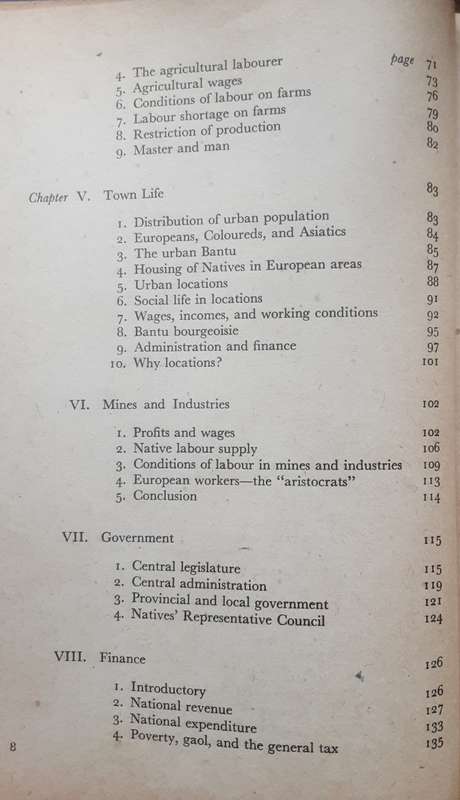 page
4. The agricultural labourer 71
5. Agricultural wages 73
6. Conditions of labour on farms 76
7. Labour shortage on farms 79
8. Restriction of production 80
9. Master and man 82
Chapter V. Town Life 83
1. Distribution of urban population 83
2. Europeans, Coloureds, and Asiatics 84
3. The urban Bantu 85
4. Housing of Natives in European areas 87
5. Urban locations 88
6. Social life in locations 91
7. Wages, incomes, and working conditions 92
8. Bantu bourgeoisie 95
9. Administration and finance 97
10. Why locations? 101
VI. Mines and Industries 102
1. Profits and wages 102
2. Native labour supply 106
3. Conditions of labour in mines and industries 109
4. European workers—the "aristocrats" 113
5. Conclusion 114
VII. Government 115
1. Central legislature 115
2. Central administration 119
3. Provincial and local government 121
4. Natives' Representative Council 124
VIII. Finance 126
1. Introductory 126
2. National revenue 127
3. National expenditure 133
4. Poverty, gaol, and the general tax 135
8